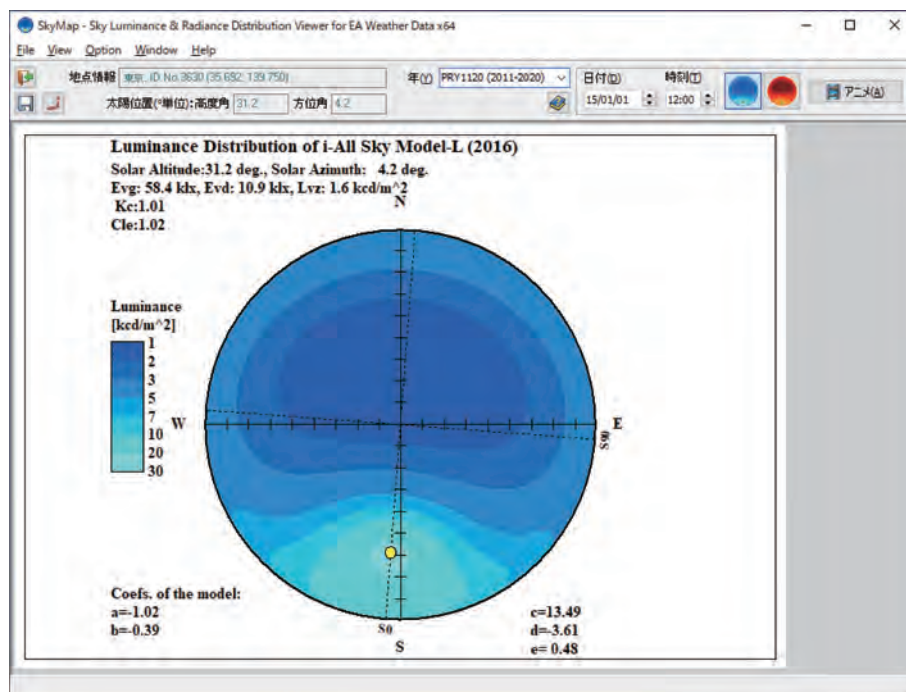 SkyMap - Sky Luminance & Radiance Distribution Viewer for EA Weather Data x64
File View Option Window Help
地点情報 東京, ID No.3630 (35.692, 139.750) 年(Y) PRY1120 (2011-2020) 日付(D) 時刻(T)
太陽位置(°単位):高度角 31.2 方位角 4.2 15/01/01 12:00 アニメ(A)
Luminance Distribution of i-All Sky Model-L (2016)
Solar Altitude:31.2 deg., Solar Azimuth: 4.2 deg.
Evg: 58.4 klx, Evd: 10.9 klx, Lvz: 1.6 kcd/m^2
Kc:1.01
Cle:1.02
N
Luminance
[kcd/m^2]
1
2
3
5
7
10
20
30
W
E
S90
S0
S
Coefs. of the model:
a=-1.02
b=-0.39
c=13.49
d=-3.61
e= 0.48